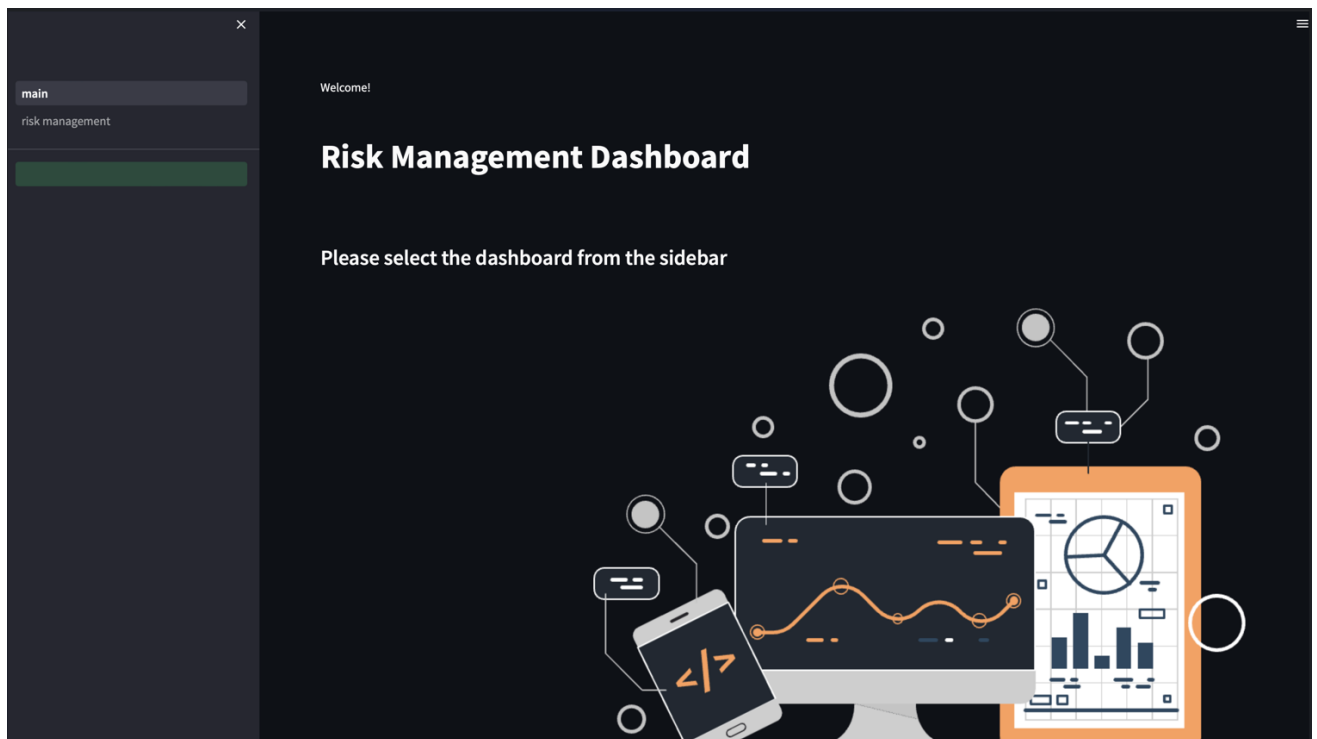 main
risk management
Welcome!
Risk Management Dashboard
Please select the dashboard from the sidebar
</>